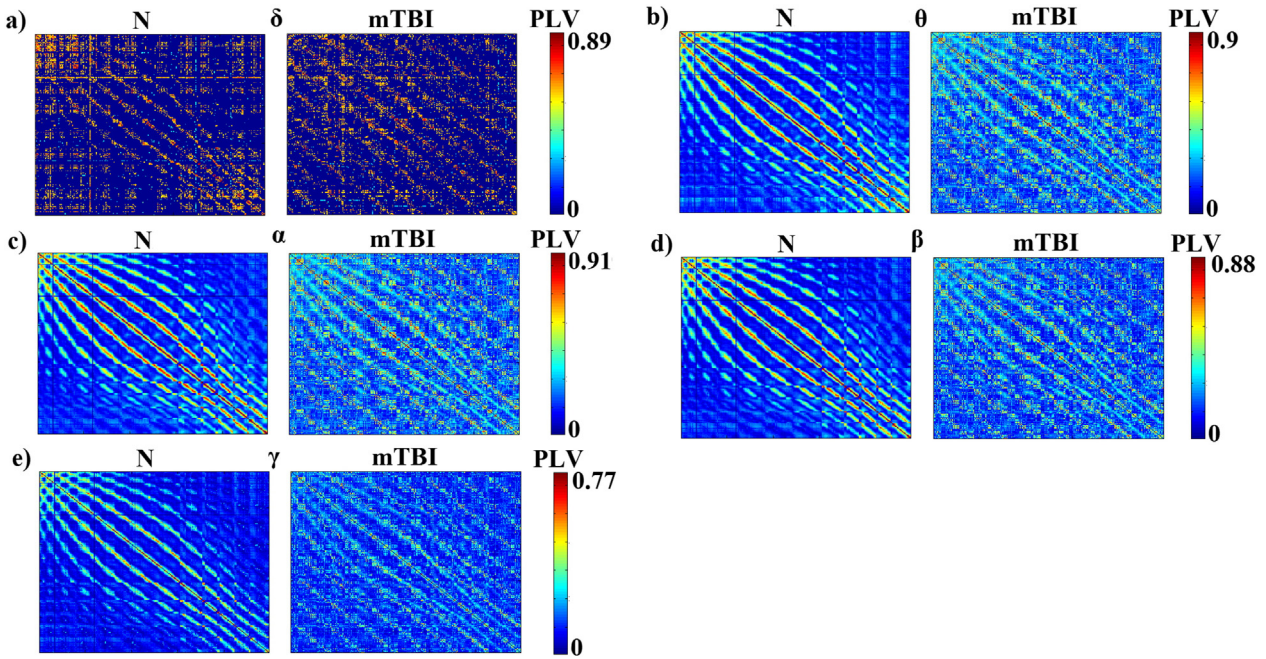 a) N δ mTBI PLV
0.89
0
b) N θ mTBI PLV
0.9
0
c) N α mTBI PLV
0.91
0
d) N β mTBI PLV
0.88
0
e) N γ mTBI PLV
0.77
0